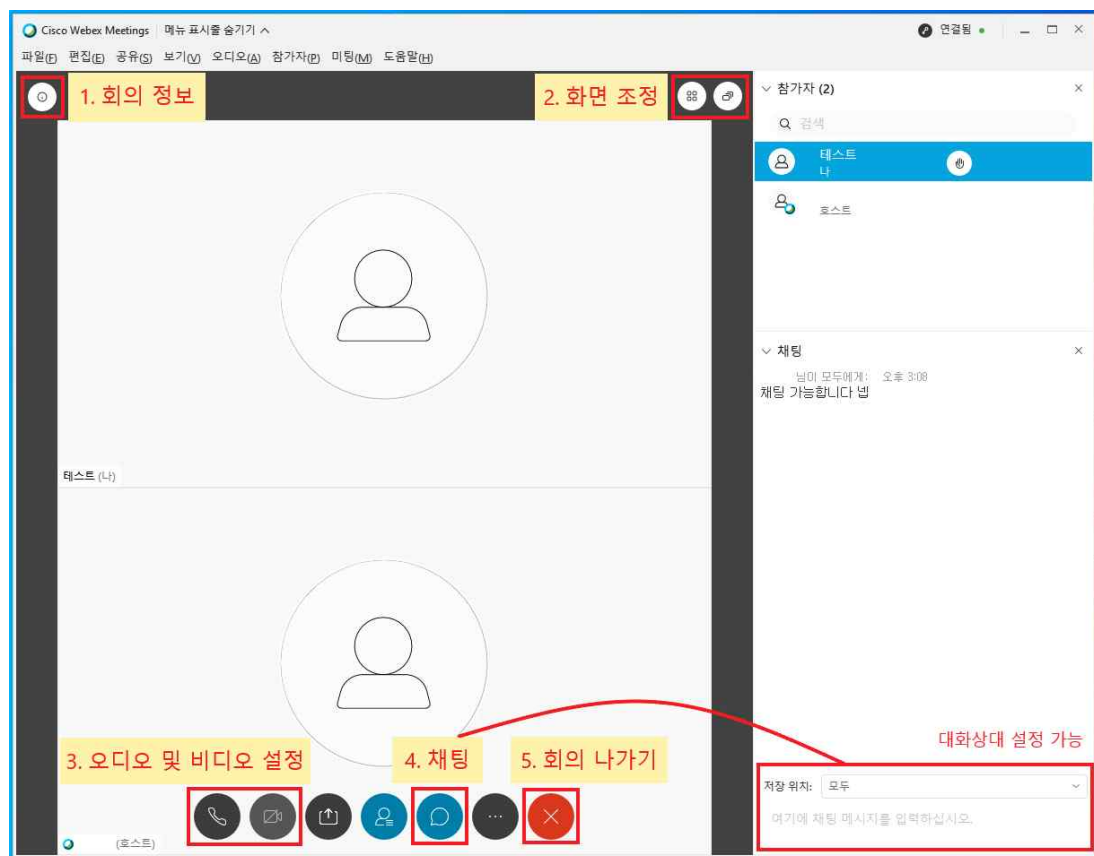 Cisco Webex Meetings 메뉴 표시줄 숨기기 연결됨
파일(F) 편집(E) 공유(S) 보기(V) 오디오(A) 참가자(P) 미팅(M) 도움말(H)
1. 회의 정보
2. 화면 조정
참가자 (2)
검색
테스트
나
호스트
채팅
님이 모두에게: 오후 3:08
채팅 가능합니다 넵
테스트 (나)
대화상대 설정 가능
3. 오디오 및 비디오 설정
4. 채팅
5. 회의 나가기
저장 위치: 모두
여기에 채팅 메시지를 입력하십시오.
(호스트)